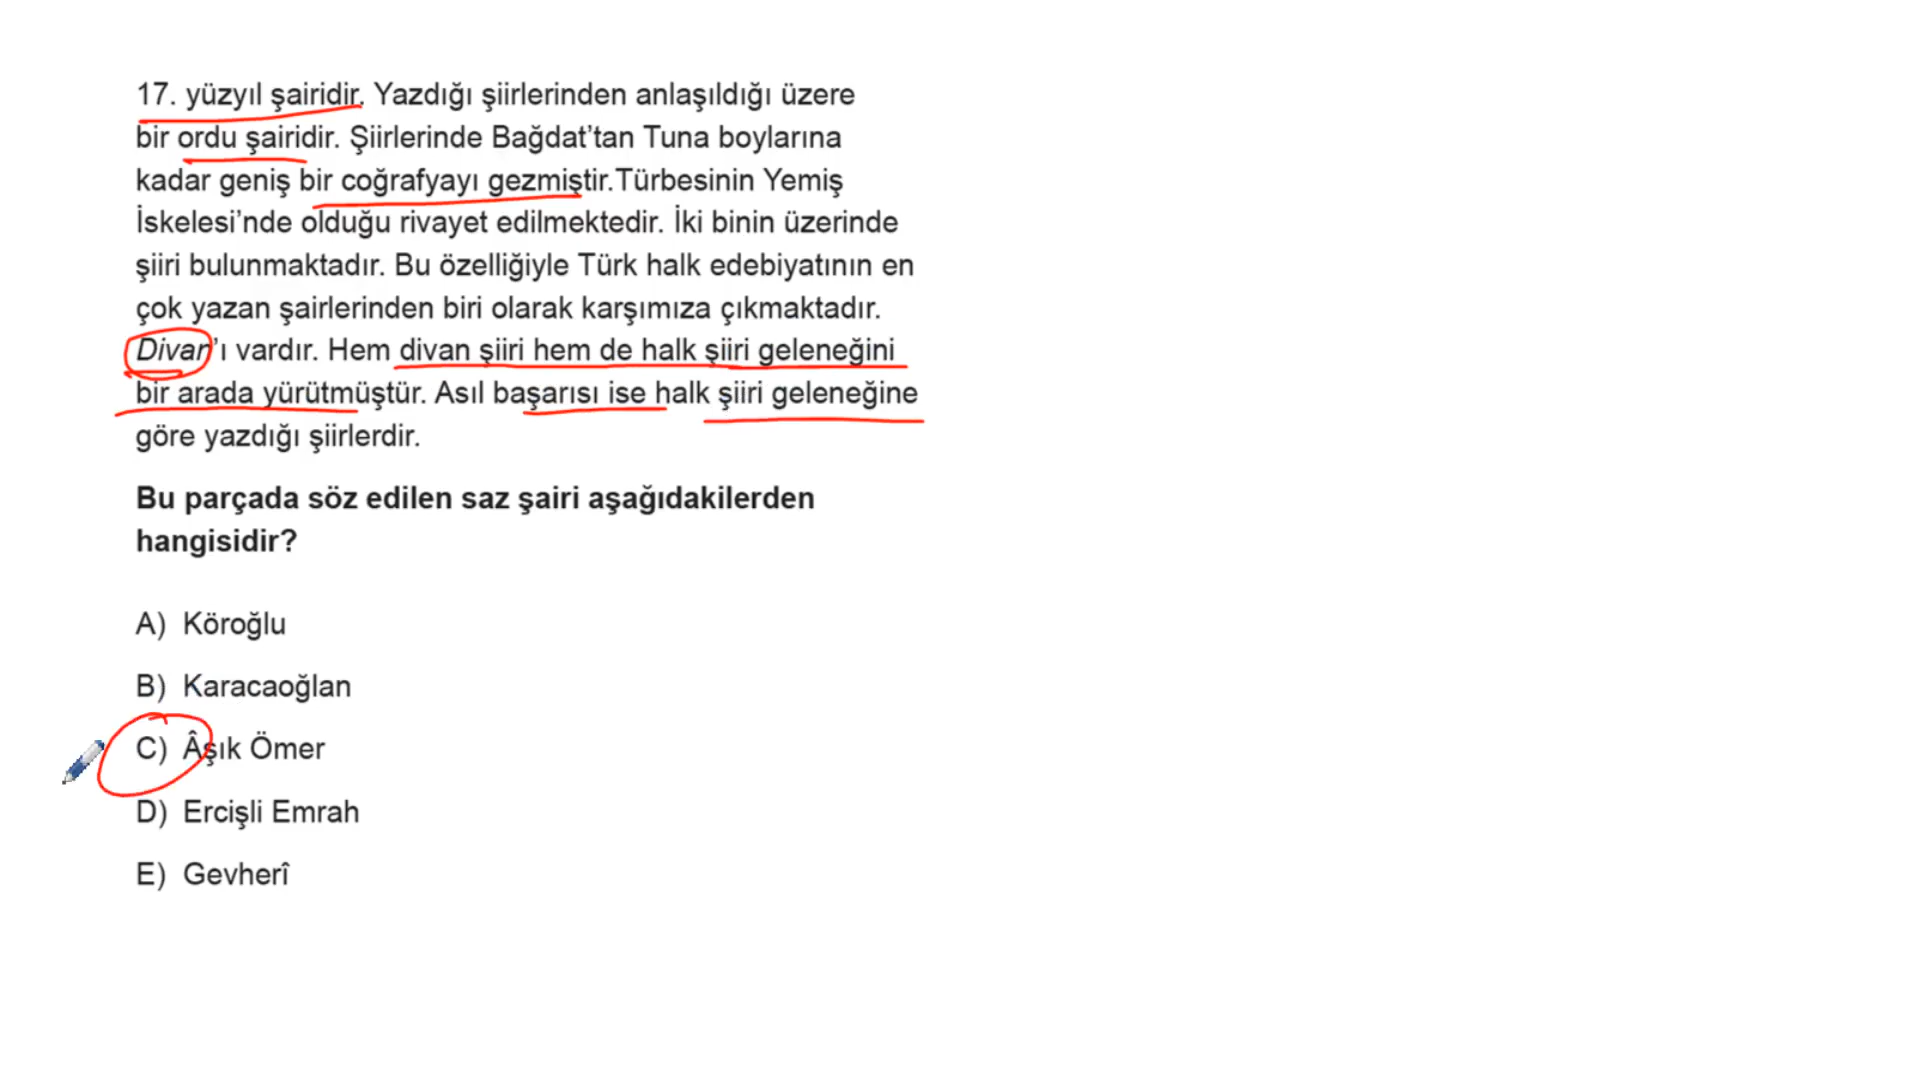 17. yüzyıl şairidir. Yazdığı şiirlerinden anlaşıldığı üzere
bir ordu şairidir. Şiirlerinde Bağdat’tan Tuna boylarına
kadar geniş bir coğrafyayı gezmiştir.Türbesinin Yemiş
İskelesi’nde olduğu rivayet edilmektedir. İki binin üzerinde
şiiri bulunmaktadır. Bu özelliğiyle Türk halk edebiyatının en
çok yazan şairlerinden biri olarak karşımıza çıkmaktadır.
Divan’ı vardır. Hem divan şiiri hem de halk şiiri geleneğini
bir arada yürütmüştür. Asıl başarısı ise halk şiiri geleneğine
göre yazdığı şiirlerdir.
Bu parçada söz edilen saz şairi aşağıdakilerden
hangisidir?
A) Köroğlu
B) Karacaoğlan
C) Âşık Ömer
D) Ercişli Emrah
E) Gevherî